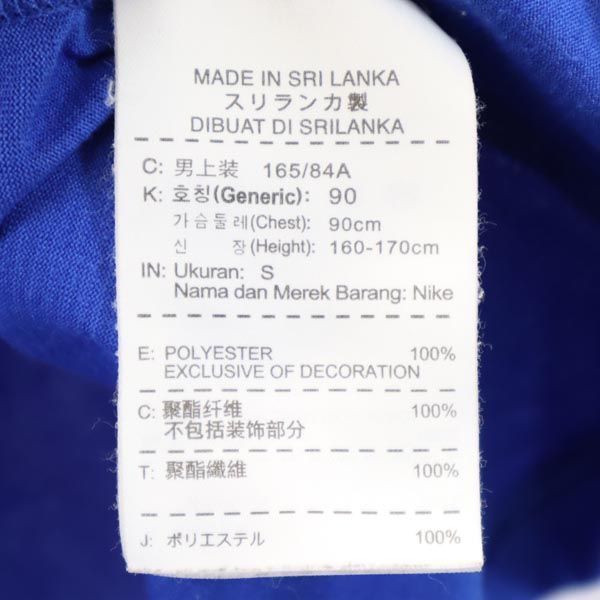 MADE IN SRI LANKA
スリランカ製
DIBUAT DI SRILANKA
C: 男上装 165/84A
K: 호칭(Generic): 90
가슴둘레(Chest): 90cm
신 장(Height): 160-170cm
IN: Ukuran: S
Nama dan Merek Barang: Nike
E: POLYESTER 100%
EXCLUSIVE OF DECORATION
C: 聚酯纤维 100%
不包括装饰部分
T: 聚酯纖維 100%
J: ポリエステル 100%